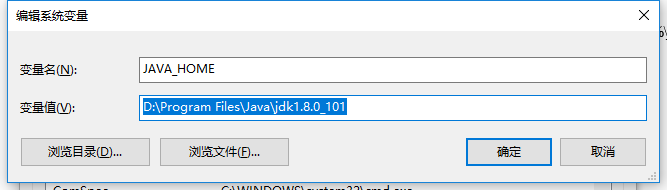 编辑系统变量
变量名(N):
JAVA_HOME
变量值(V):
D:\Program Files\Java\jdk1.8.0_101
浏览目录(D)...
浏览文件(F)...
确定
取消